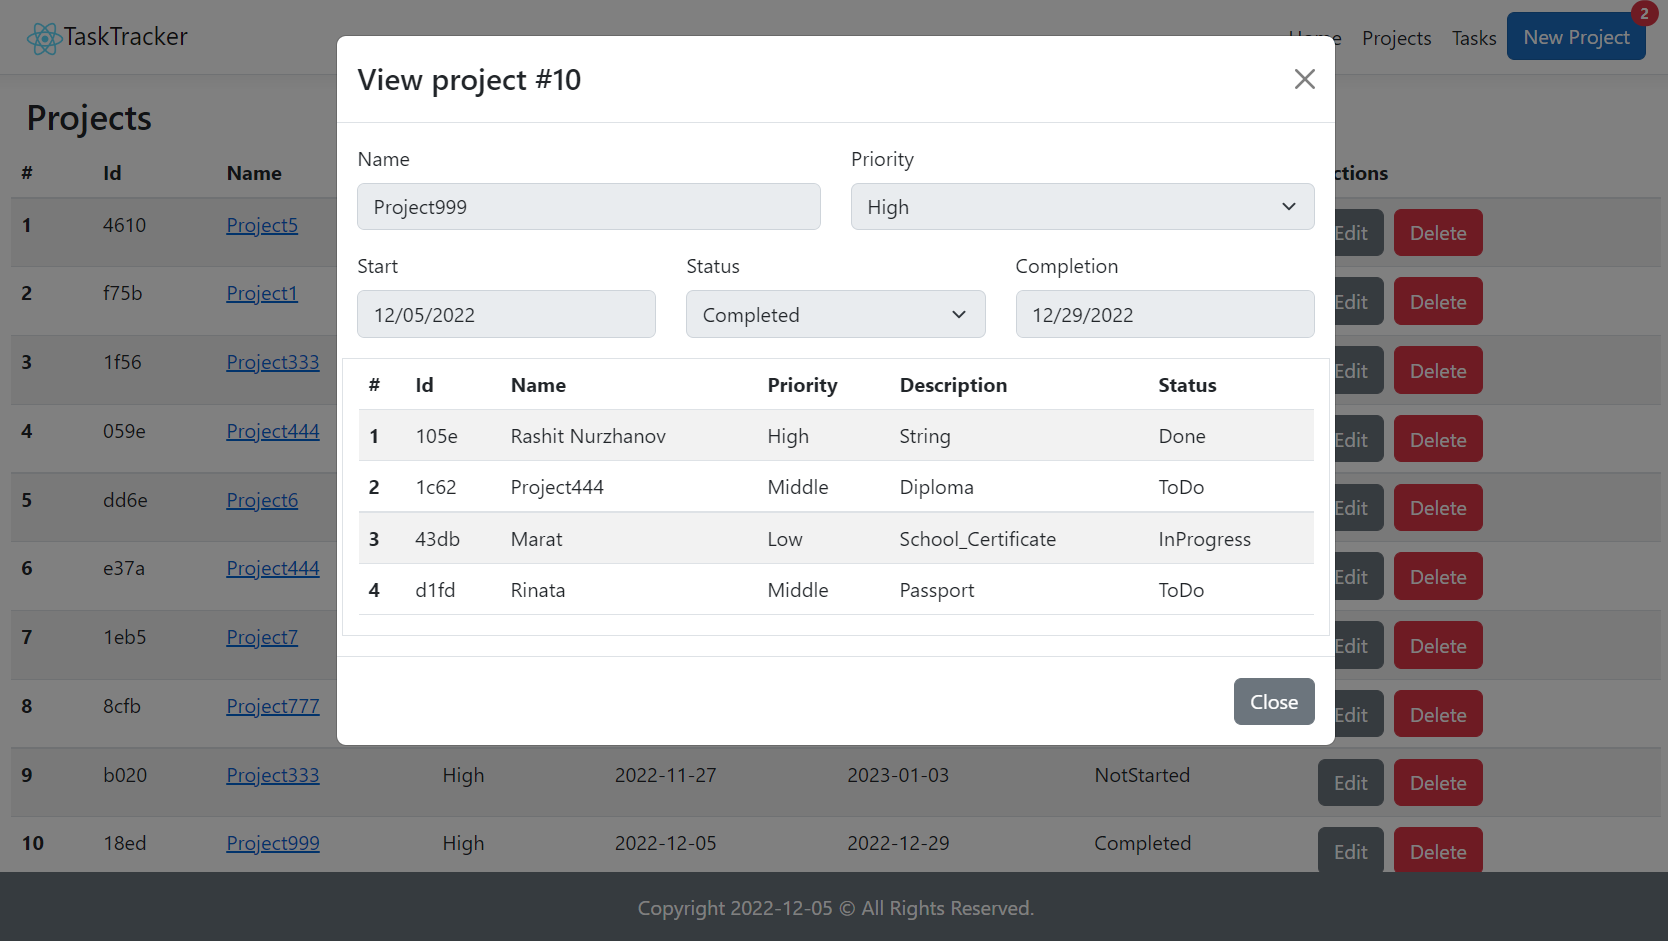 TaskTracker
Home Projects Tasks New Project 2
Projects
# Id Name Actions
1 4610 Project5 Edit Delete
2 f75b Project1 Edit Delete
3 1f56 Project333 Edit Delete
4 059e Project444 Edit Delete
5 dd6e Project6 Edit Delete
6 e37a Project444 Edit Delete
7 1eb5 Project7 Edit Delete
8 8cfb Project777 Edit Delete
9 b020 Project333 High 2022-11-27 2023-01-03 NotStarted Edit Delete
10 18ed Project999 High 2022-12-05 2022-12-29 Completed Edit Delete
View project #10
Name Priority
Project999 High
Start Status Completion
12/05/2022 Completed 12/29/2022
# Id Name Priority Description Status
1 105e Rashit Nurzhanov High String Done
2 1c62 Project444 Middle Diploma ToDo
3 43db Marat Low School_Certificate InProgress
4 d1fd Rinata Middle Passport ToDo
Close
Copyright 2022-12-05 © All Rights Reserved.